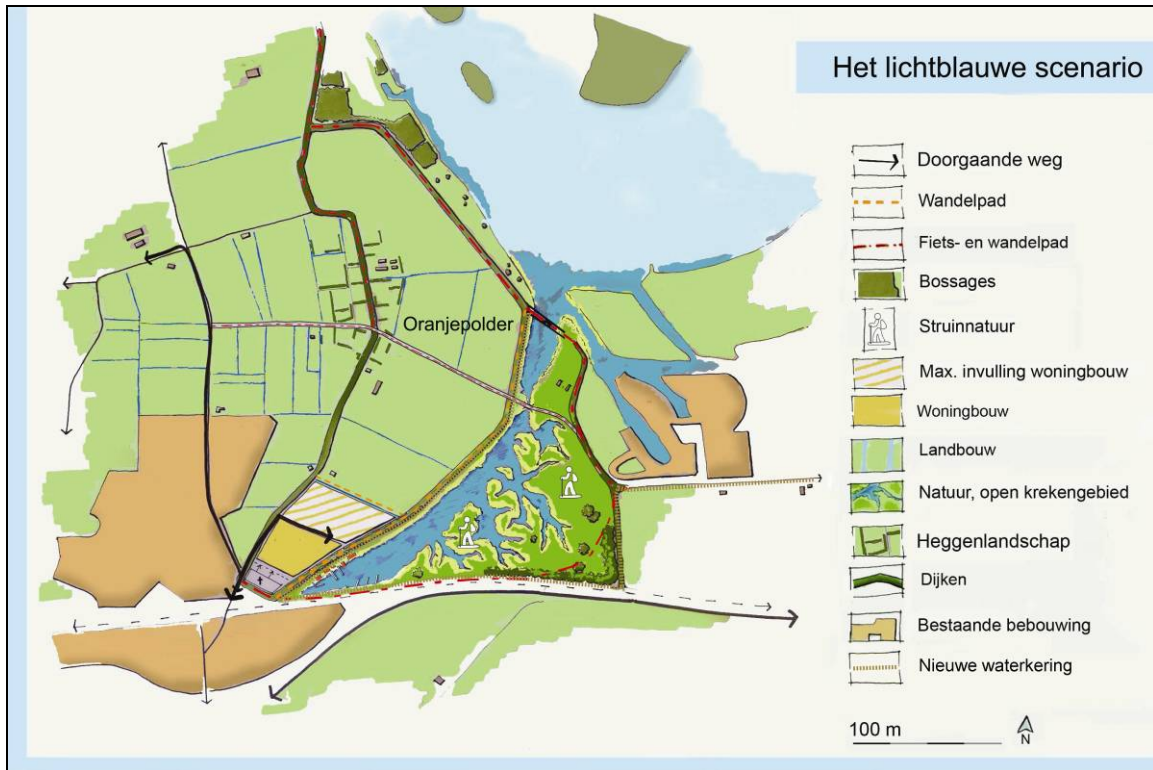 Het lichtblauwe scenario
Doorgaande weg
Wandelpad
Fiets- en wandelpad
Bossages
Struinnatuur
Max. invulling woningbouw
Woningbouw
Landbouw
Natuur, open krekengebied
Heggenlandschap
Dijken
Bestaande bebouwing
Nieuwe waterkering
100 m
N
Oranjepolder